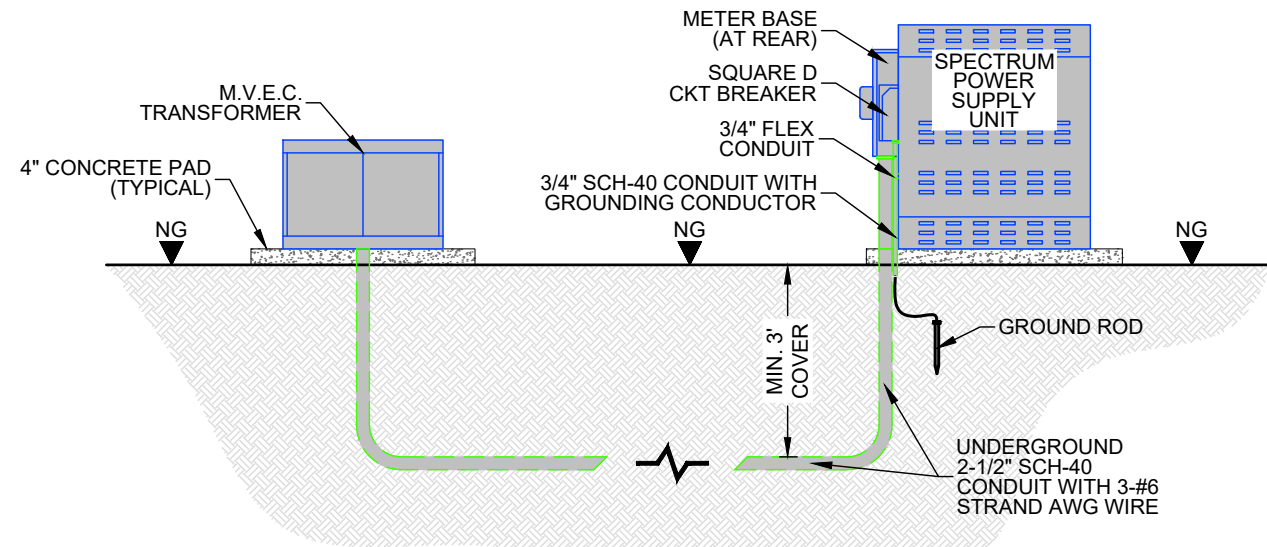 METER BASE
(AT REAR)
SPECTRUM
POWER
SUPPLY
UNIT
SQUARE D
CKT BREAKER
M.V.E.C.
TRANSFORMER
3/4" FLEX
CONDUIT
4" CONCRETE PAD
(TYPICAL)
3/4" SCH-40 CONDUIT WITH
GROUNDING CONDUCTOR
NG
NG
NG
MIN. 3'
COVER
GROUND ROD
UNDERGROUND
2-1/2" SCH-40
CONDUIT WITH 3-#6
STRAND AWG WIRE